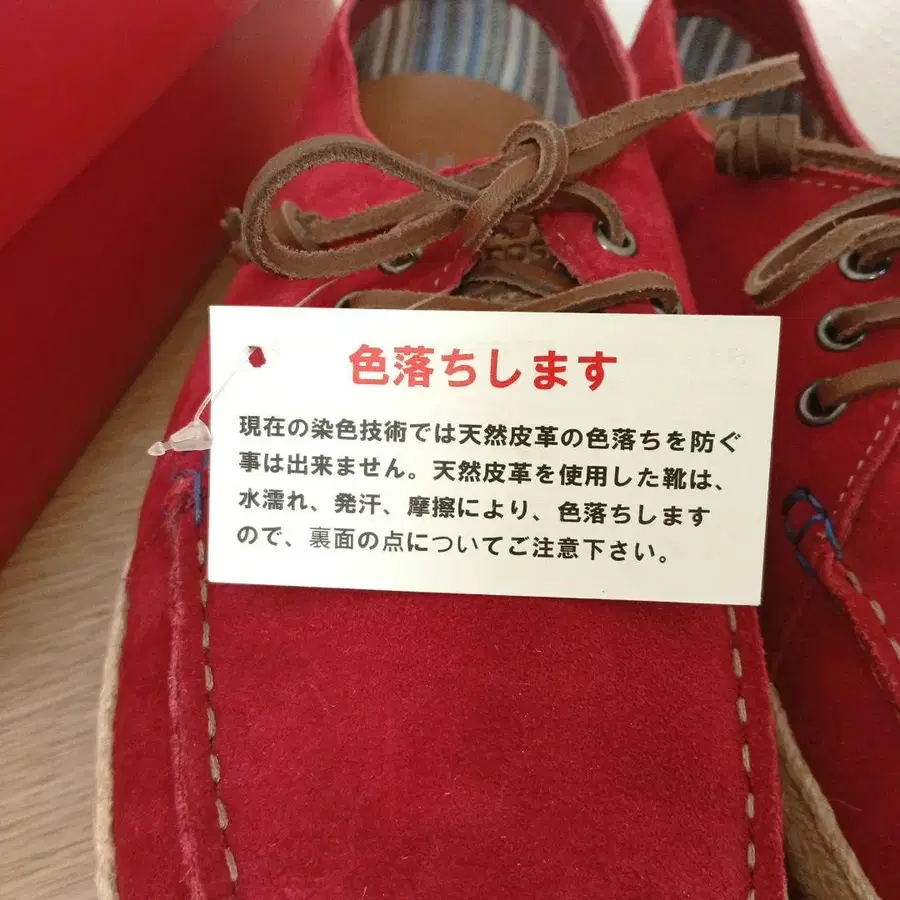 色落ちします
現在の染色技術では天然皮革の色落ちを防ぐ
事は出来ません。天然皮革を使用した靴は、
水濡れ、発汗、摩擦により、色落ちします
ので、裏面の点についてご注意下さい。